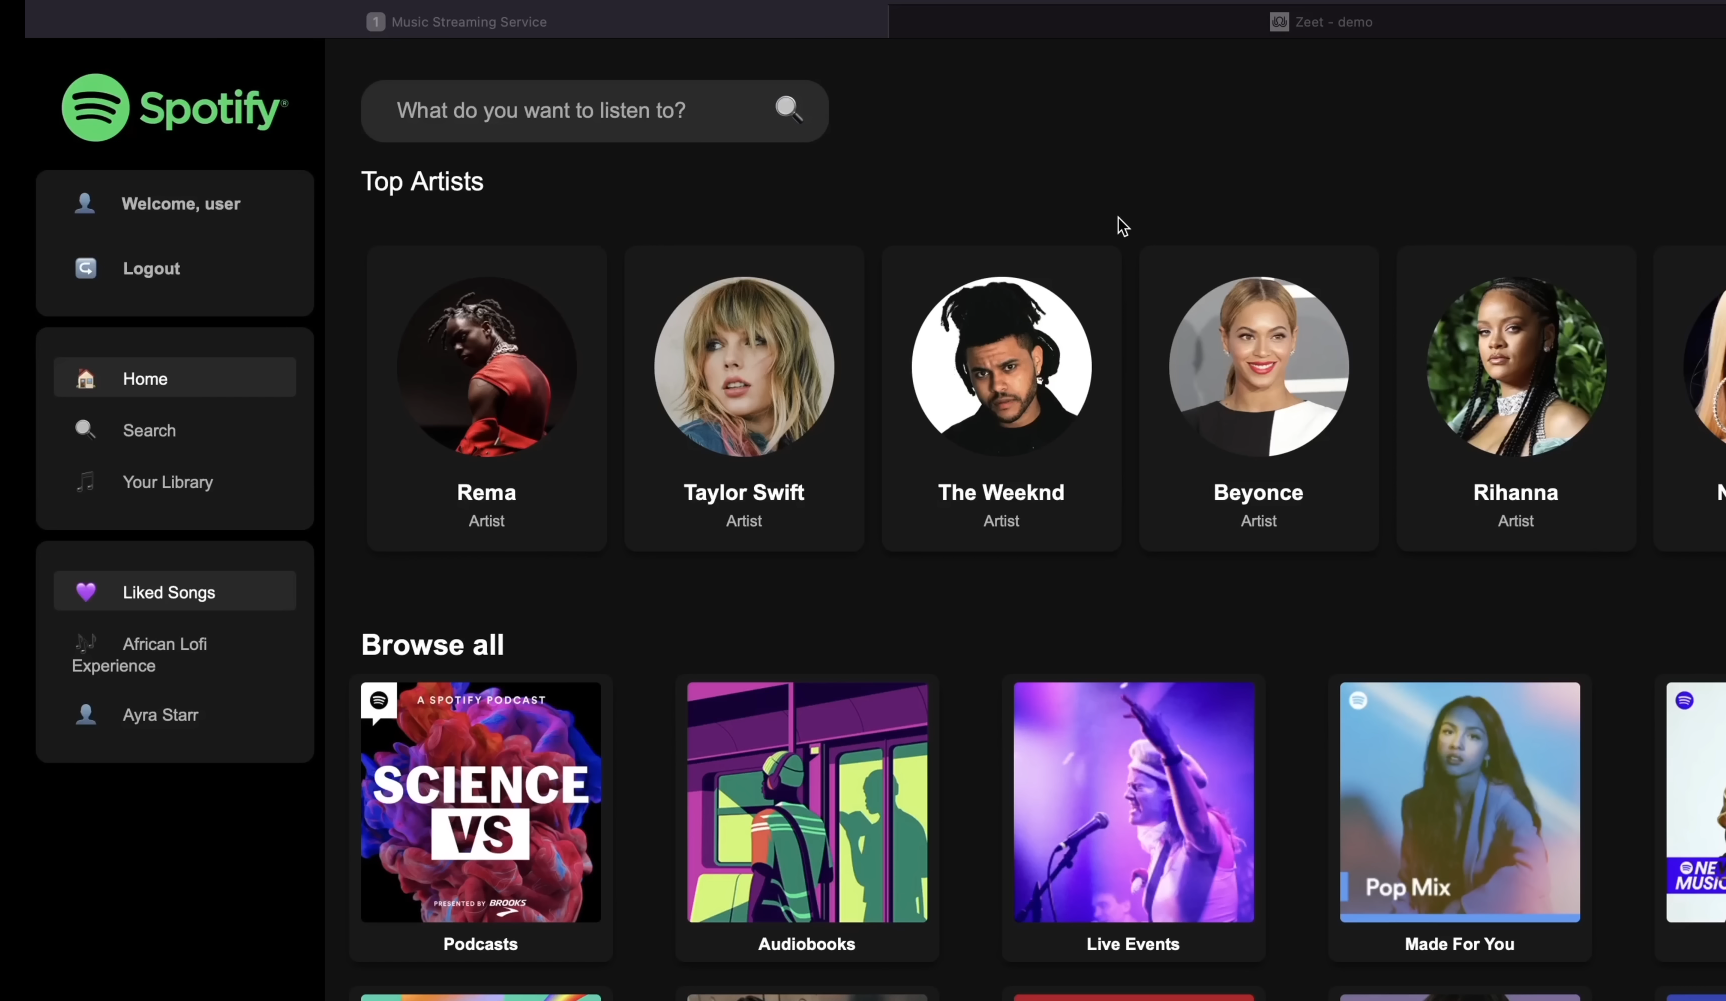 1 Music Streaming Service
Zeet - demo
Spotify®
What do you want to listen to?
Welcome, user
Logout
Home
Search
Your Library
Liked Songs
African Lofi
Experience
Ayra Starr
Top Artists
Rema
Artist
Taylor Swift
Artist
The Weeknd
Artist
Beyonce
Artist
Rihanna
Artist
N
Browse all
A SPOTIFY PODCAST
SCIENCE
VS
PRESENTED BY BROOKS
Podcasts
Audiobooks
Live Events
Pop Mix
Made For You
ONE
MUSIC